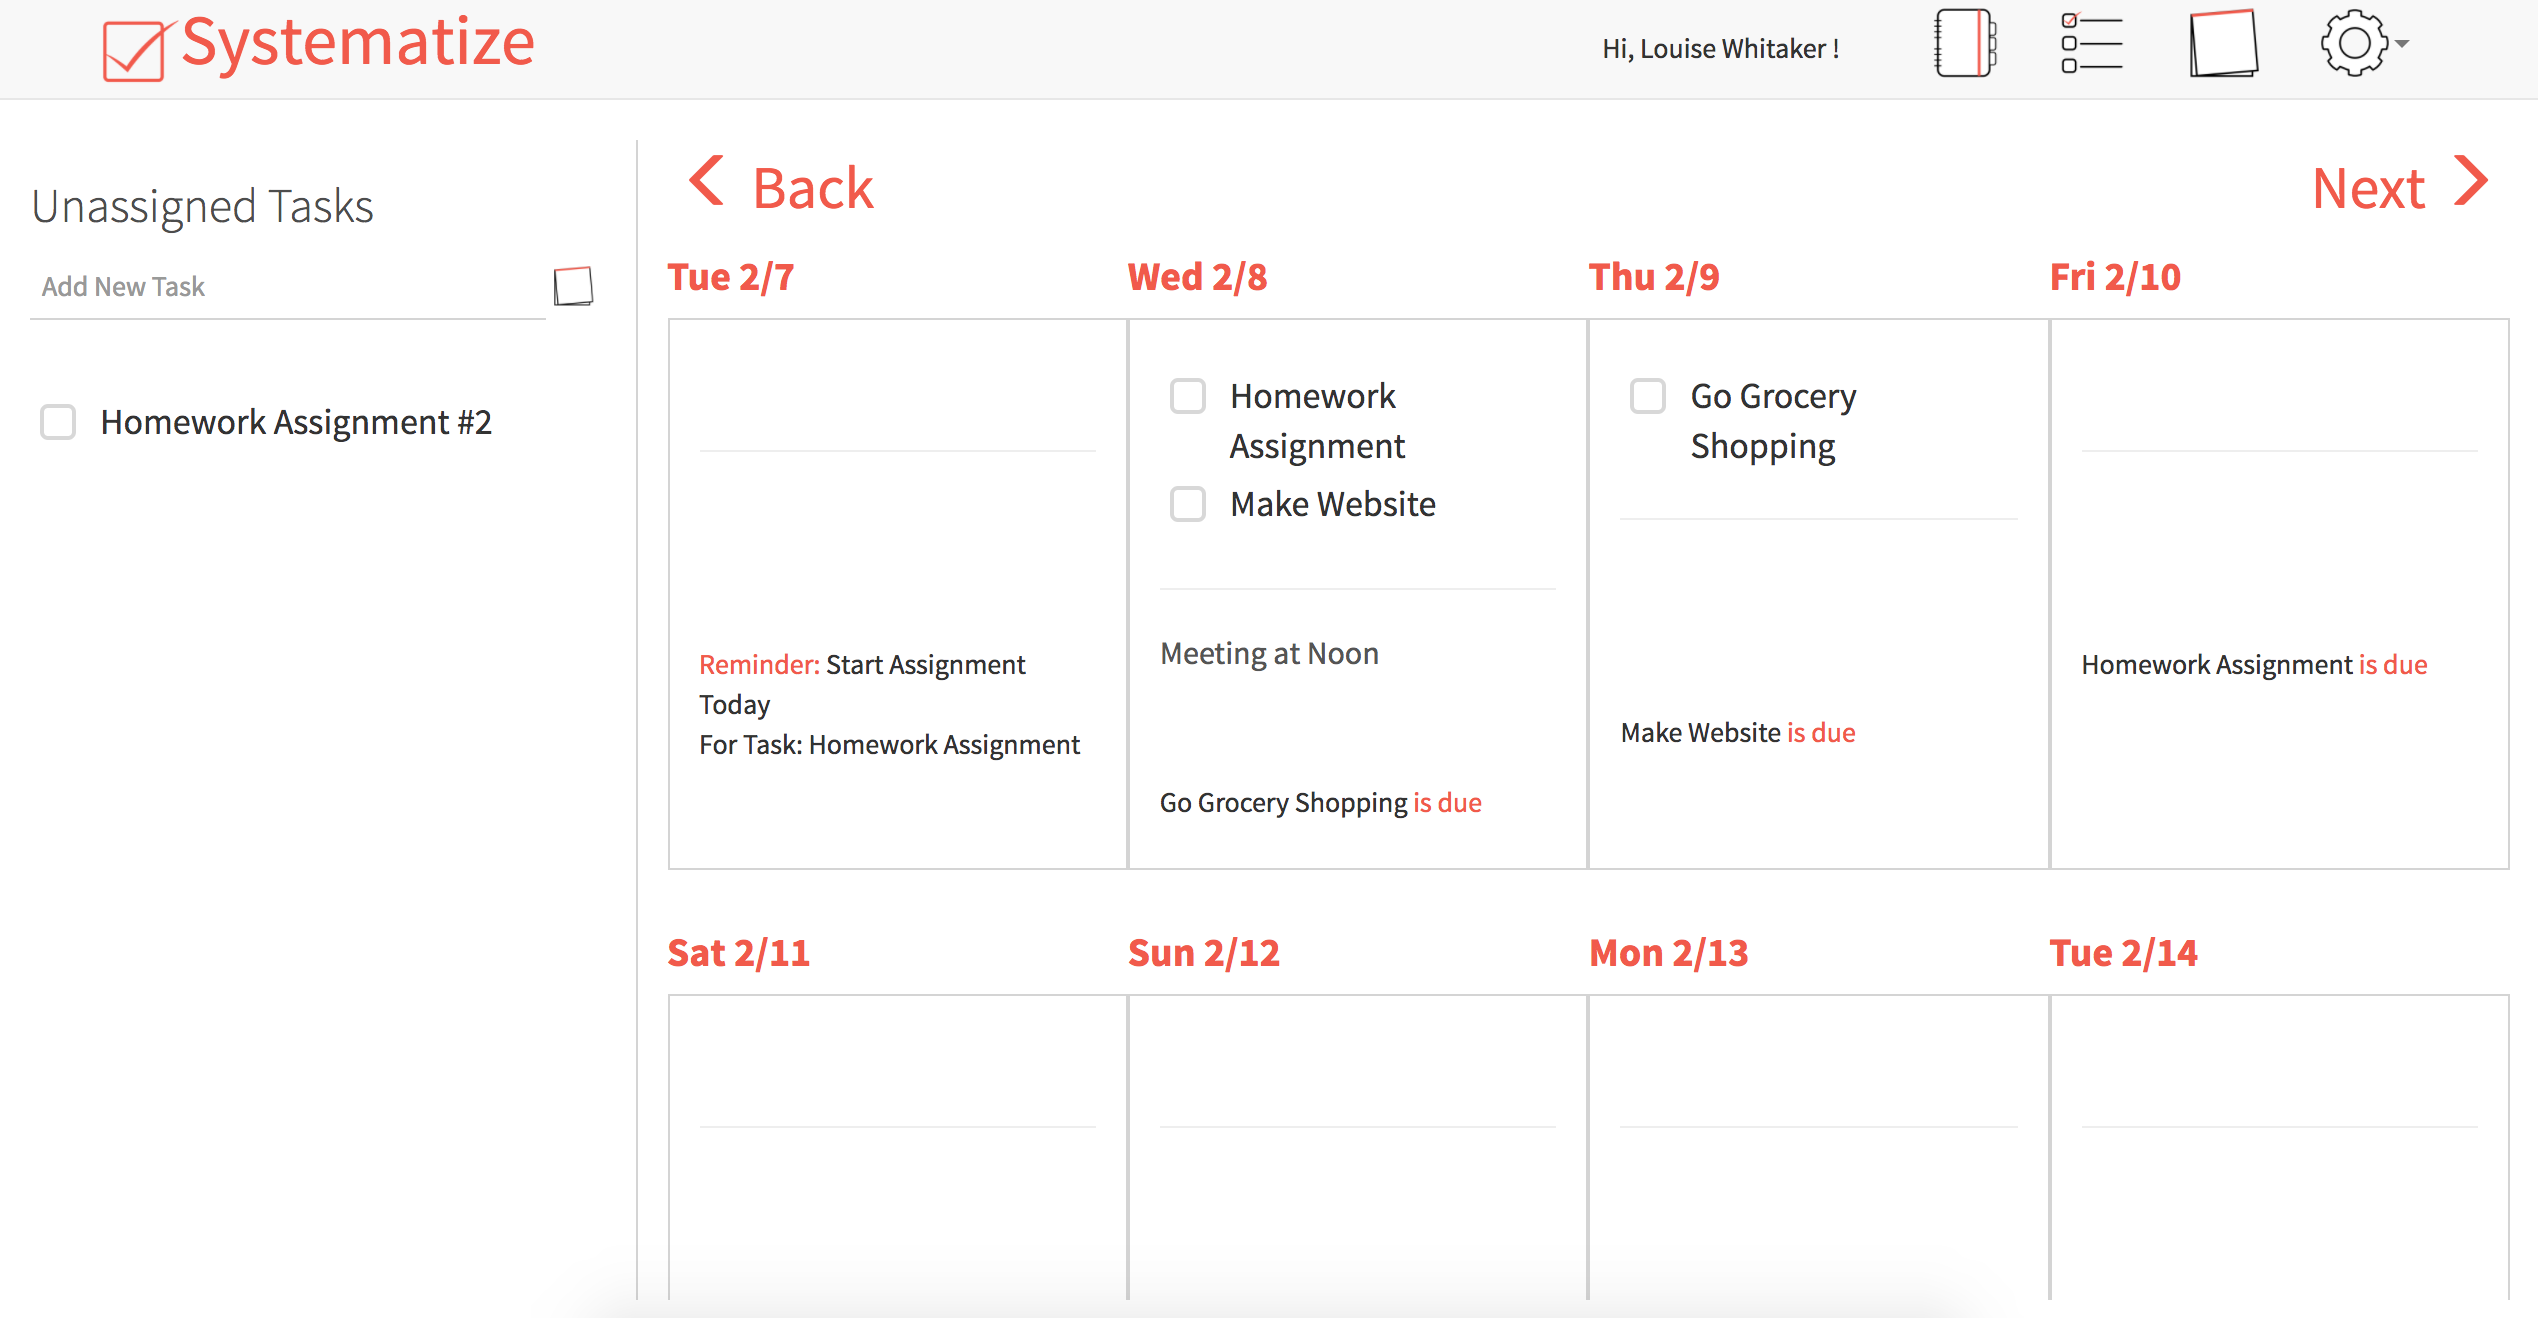 Systematize
Hi, Louise Whitaker !
Unassigned Tasks
Add New Task
Homework Assignment #2
Back
Next
Tue 2/7
Wed 2/8
Thu 2/9
Fri 2/10
Reminder: Start Assignment
Today
For Task: Homework Assignment
Homework
Assignment
Make Website
Meeting at Noon
Go Grocery Shopping is due
Go Grocery
Shopping
Make Website is due
Homework Assignment is due
Sat 2/11
Sun 2/12
Mon 2/13
Tue 2/14